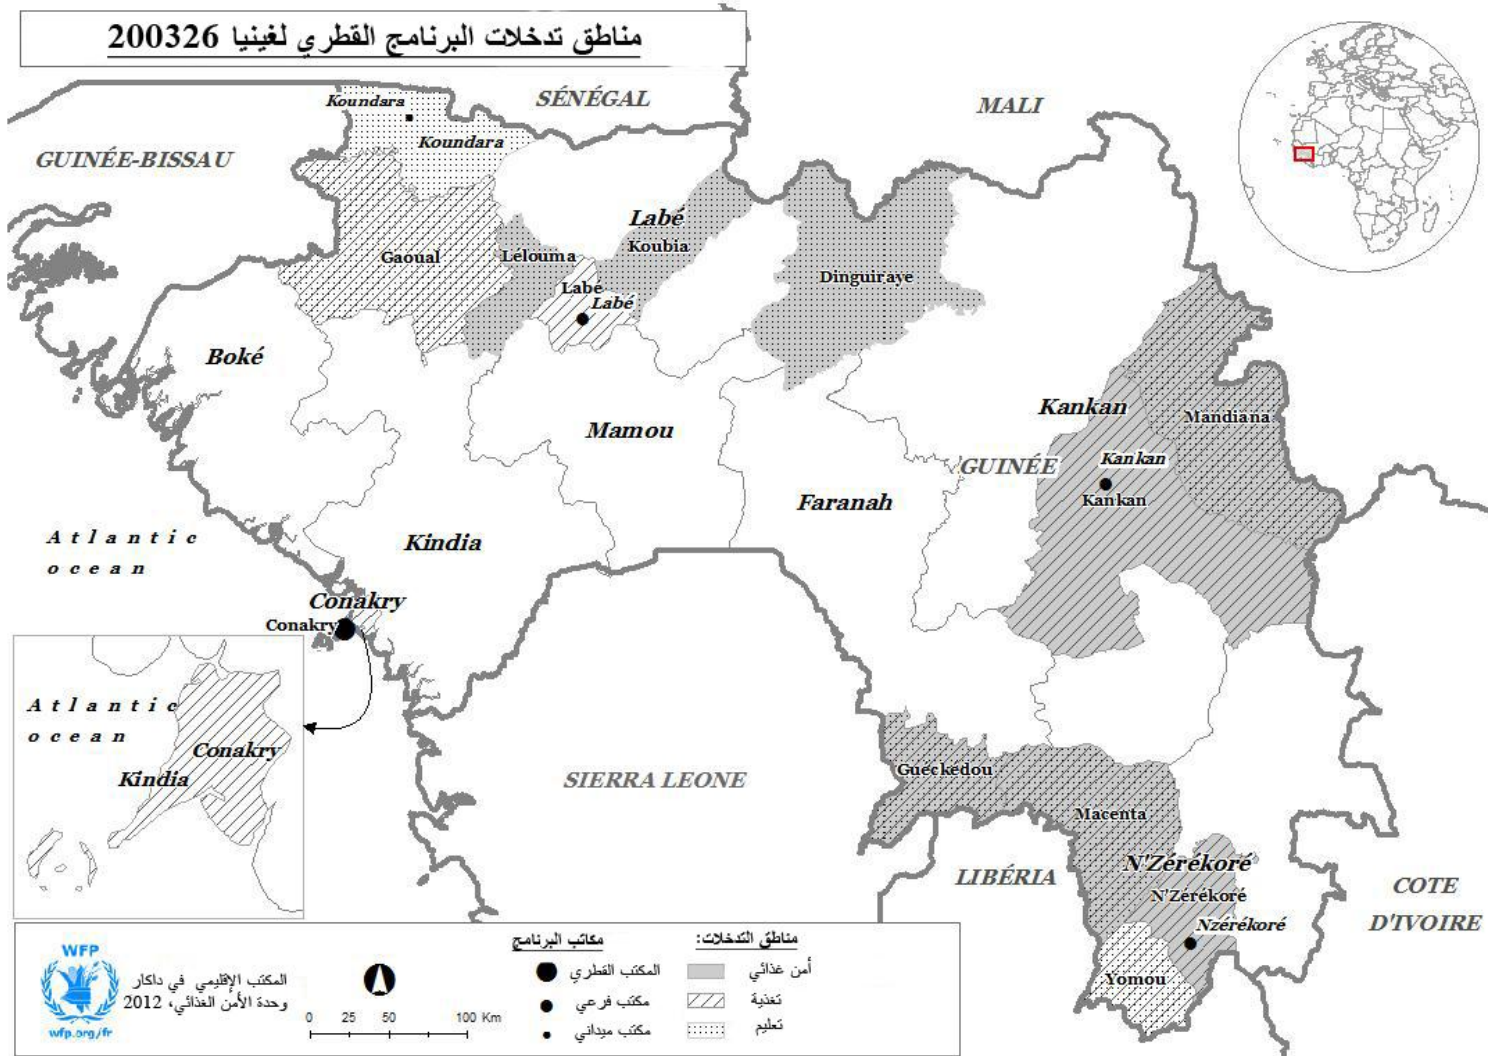 مناطق تدخلات البرنامج القطري لغينيا 200326
Koundara
Koundara
SÉNÉGAL
MALI
GUINÉE-BISSAU
Labé
Koubia
Lélouma
Gaoual
Dinguiraye
Labé
Labé
Boké
Mamou
Kankan
Mandiana
Kankan
GUINÉE
Kankan
Faranah
Kindia
Atlantic
ocean
Conakry
Conakry
Atlantic
ocean
Conakry
Kindia
SIERRA LEONE
Gueckédou
Macenta
N'Zérékoré
N'Zérékoré
Nzérékoré
Yomou
LIBÉRIA
COTE
D'IVOIRE
WFP
wfp.org/fr
المكتب الإقليمي في داكار
وحدة الأمن الغذائي، 2012
0 25 50 100 Km
مكاتب البرنامج
المكتب القطري
مكتب فرعي
مكتب ميداني
مناطق التدخلات:
أمن غذائي
تغذية
تعليم